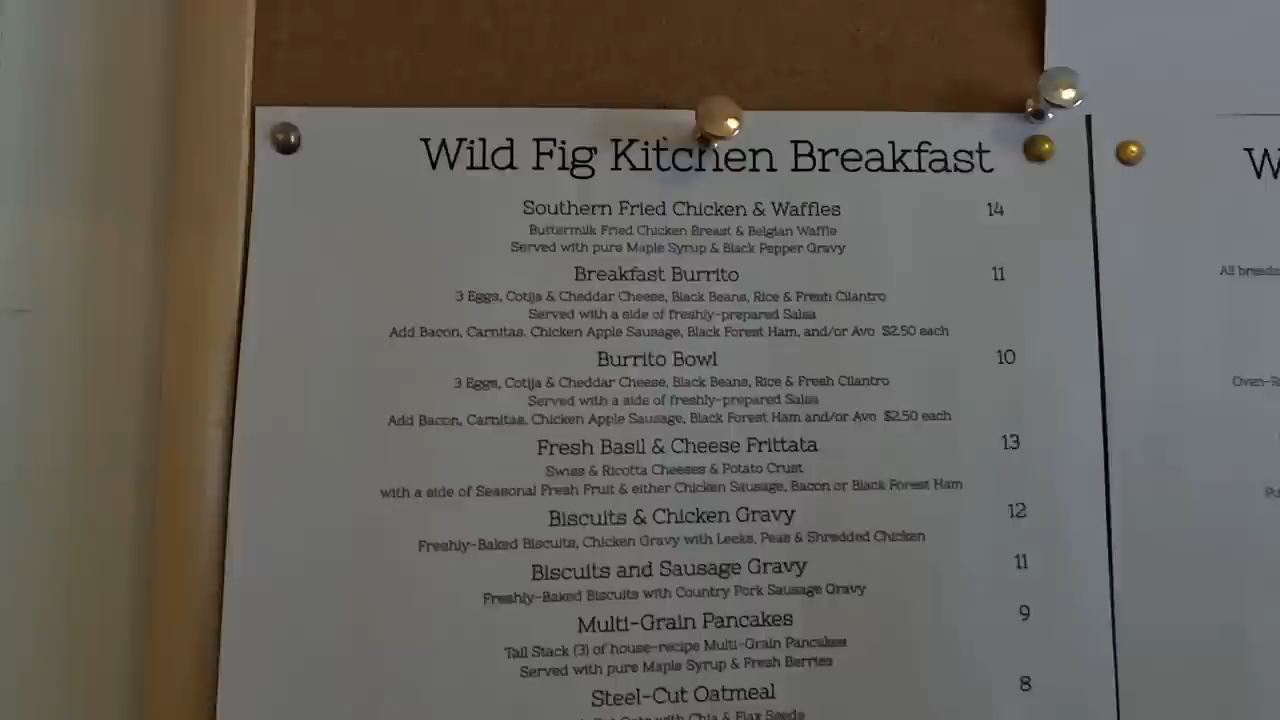 Wild Fig Kitchen Breakfast
Southern Fried Chicken & Waffles 14
Buttermilk Fried Chicken Breast & Belgian Waffle
Served with pure Maple Syrup & Black Pepper Gravy
Breakfast Burrito 11
3 Eggs, Cotija & Cheddar Cheese, Black Beans, Rice & Fresh Cilantro
Served with a side of freshly-prepared Salsa
Add Bacon, Carnitas, Chicken Apple Sausage, Black Forest Ham, and/or Avo $2.50 each
Burrito Bowl 10
3 Eggs, Cotija & Cheddar Cheese, Black Beans, Rice & Fresh Cilantro
Served with a side of freshly-prepared Salsa
Add Bacon, Carnitas, Chicken Apple Sausage, Black Forest Ham and/or Avo $2.50 each
Fresh Basil & Cheese Frittata 13
Swiss & Ricotta Cheeses & Potato Crust
with a side of Seasonal Fresh Fruit & either Chicken Sausage, Bacon or Black Forest Ham
Biscuits & Chicken Gravy 12
Freshly-Baked Biscuits, Chicken Gravy with Leeks, Peas & Shredded Chicken
Biscuits and Sausage Gravy 11
Freshly-Baked Biscuits with Country Pork Sausage Gravy
Multi-Grain Pancakes 9
Tall Stack (3) of house-recipe Multi-Grain Pancakes
Served with pure Maple Syrup & Fresh Berries
Steel-Cut Oatmeal 8
Oats with Chia & Flax Seeds
W
All breads
Oven-R